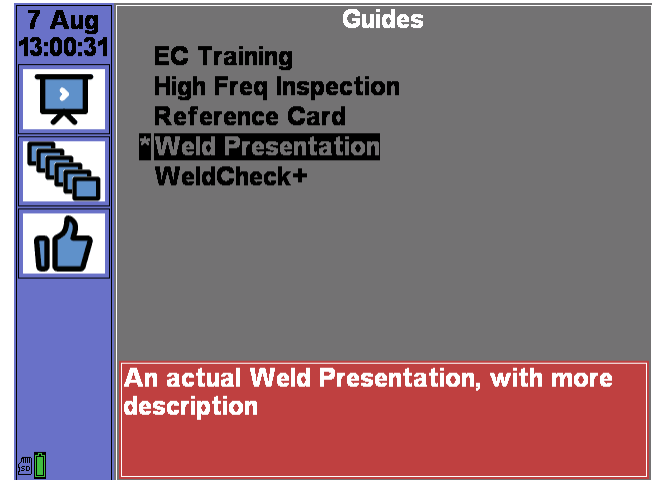 7 Aug
13:00:31
Guides
EC Training
High Freq Inspection
Reference Card
*Weld Presentation
WeldCheck+
An actual Weld Presentation, with more
description
SD